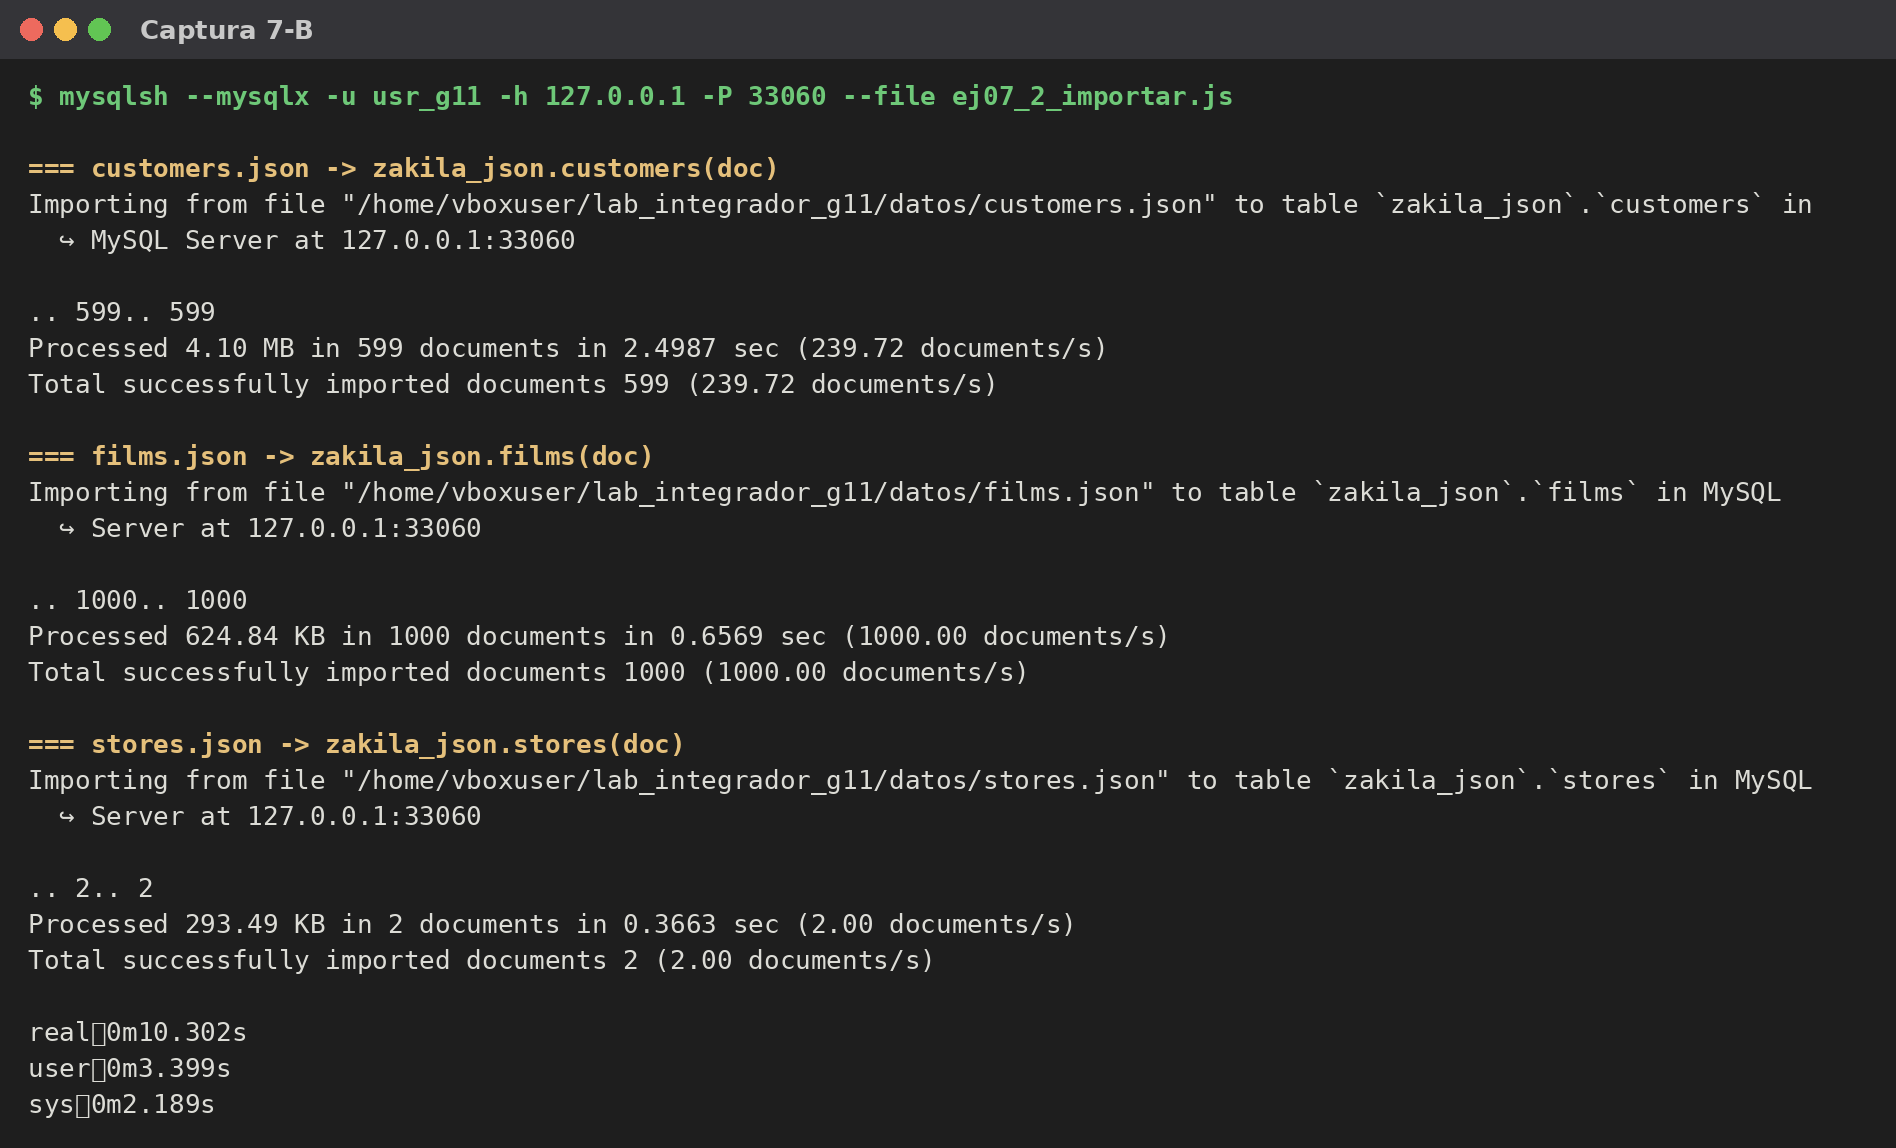 Captura 7-B
$ mysqlsh --mysqlx -u usr_g11 -h 127.0.0.1 -P 33060 --file ej07_2_importar.js
=== customers.json -> zakila_json.customers(doc)
Importing from file "/home/vboxuser/lab_integrador_g11/datos/customers.json" to table `zakila_json`.`customers` in
↪ MySQL Server at 127.0.0.1:33060
.. 599.. 599
Processed 4.10 MB in 599 documents in 2.4987 sec (239.72 documents/s)
Total successfully imported documents 599 (239.72 documents/s)
=== films.json -> zakila_json.films(doc)
Importing from file "/home/vboxuser/lab_integrador_g11/datos/films.json" to table `zakila_json`.`films` in MySQL
↪ Server at 127.0.0.1:33060
.. 1000.. 1000
Processed 624.84 KB in 1000 documents in 0.6569 sec (1000.00 documents/s)
Total successfully imported documents 1000 (1000.00 documents/s)
=== stores.json -> zakila_json.stores(doc)
Importing from file "/home/vboxuser/lab_integrador_g11/datos/stores.json" to table `zakila_json`.`stores` in MySQL
↪ Server at 127.0.0.1:33060
.. 2.. 2
Processed 293.49 KB in 2 documents in 0.3663 sec (2.00 documents/s)
Total successfully imported documents 2 (2.00 documents/s)
real▯0m10.302s
user▯0m3.399s
sys▯0m2.189s